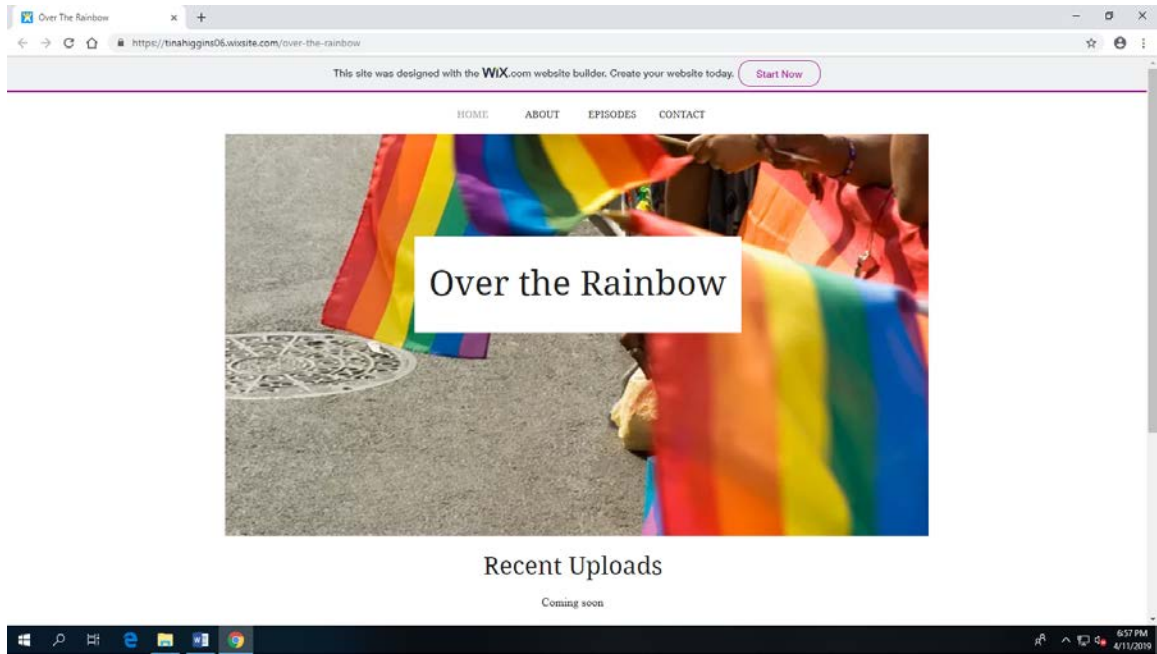 Over The Rainbow
https://tinahiggins06.wixsite.com/over-the-rainbow
This site was designed with the WiX.com website builder. Create your website today. Start Now
HOME ABOUT EPISODES CONTACT
Over the Rainbow
Recent Uploads
Coming soon
6:57 PM
4/11/2019